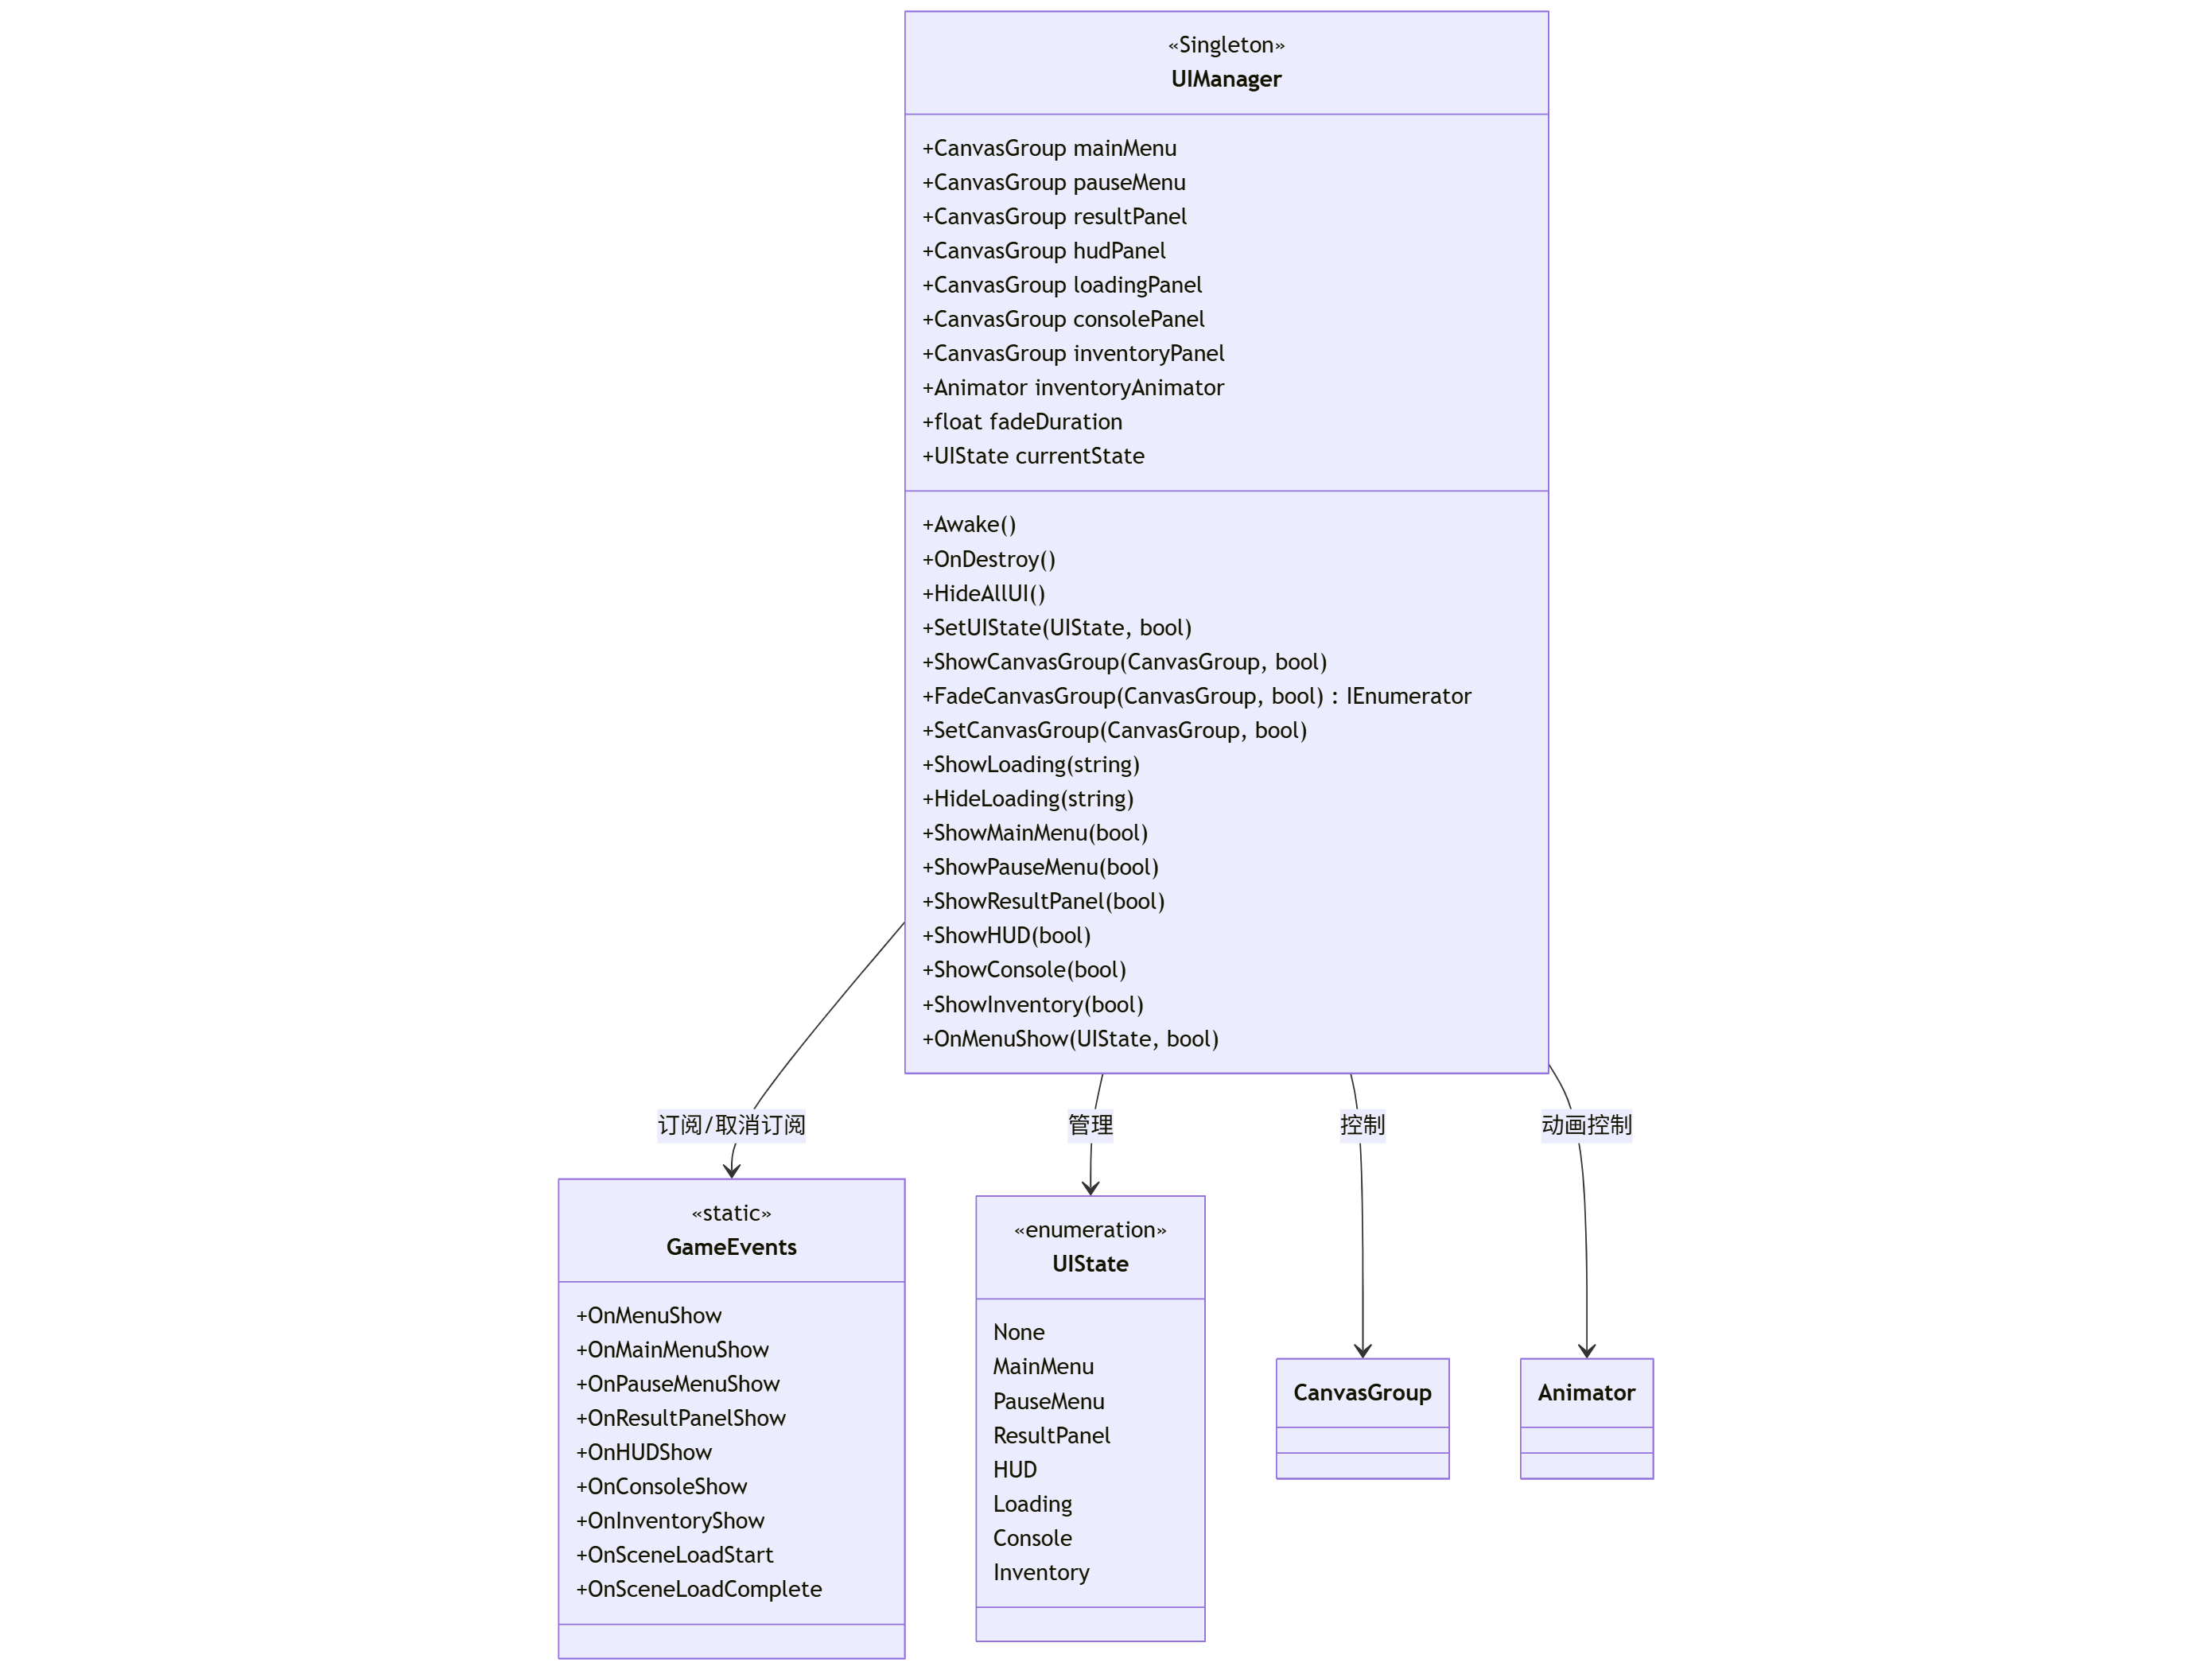 «Singleton»
UIManager
+CanvasGroup mainMenu
+CanvasGroup pauseMenu
+CanvasGroup resultPanel
+CanvasGroup hudPanel
+CanvasGroup loadingPanel
+CanvasGroup consolePanel
+CanvasGroup inventoryPanel
+Animator inventoryAnimator
+float fadeDuration
+UIState currentState
+Awake()
+OnDestroy()
+HideAllUI()
+SetUIState(UIState, bool)
+ShowCanvasGroup(CanvasGroup, bool)
+FadeCanvasGroup(CanvasGroup, bool) : IEnumerator
+SetCanvasGroup(CanvasGroup, bool)
+ShowLoading(string)
+HideLoading(string)
+ShowMainMenu(bool)
+ShowPauseMenu(bool)
+ShowResultPanel(bool)
+ShowHUD(bool)
+ShowConsole(bool)
+ShowInventory(bool)
+OnMenuShow(UIState, bool)
订阅/取消订阅
管理
控制
动画控制
«static»
GameEvents
+OnMenuShow
+OnMainMenuShow
+OnPauseMenuShow
+OnResultPanelShow
+OnHUDShow
+OnConsoleShow
+OnInventoryShow
+OnSceneLoadStart
+OnSceneLoadComplete
«enumeration»
UIState
None
MainMenu
PauseMenu
ResultPanel
HUD
Loading
Console
Inventory
CanvasGroup
Animator